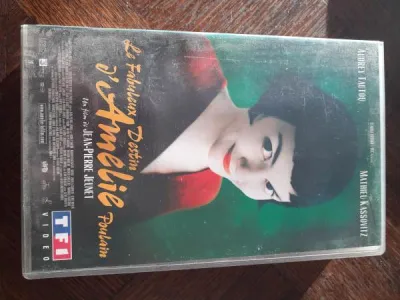 AUDREY TAUTOU
MATHIEU KASSOVITZ
Le Fabuleux Destin
d'Amélie
Poulain
Un film de
JEAN-PIERRE JEUNET
TF1
VIDEO